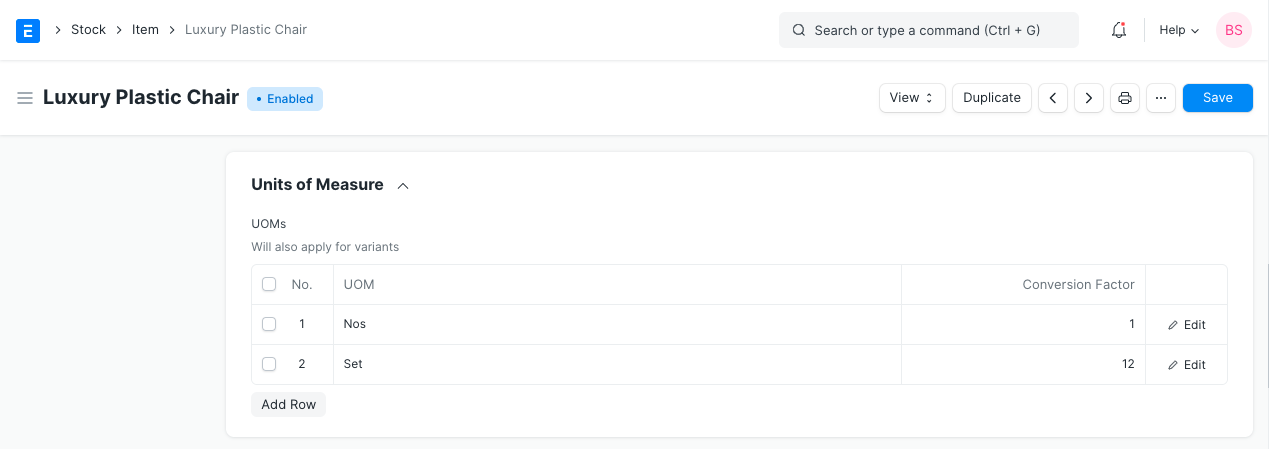 Stock Item Luxury Plastic Chair Search or type a command (Ctrl + G) Help BS
Luxury Plastic Chair • Enabled View Duplicate ... Save
Units of Measure
UOMs
Will also apply for variants
No. UOM Conversion Factor
1 Nos 1 Edit
2 Set 12 Edit
Add Row